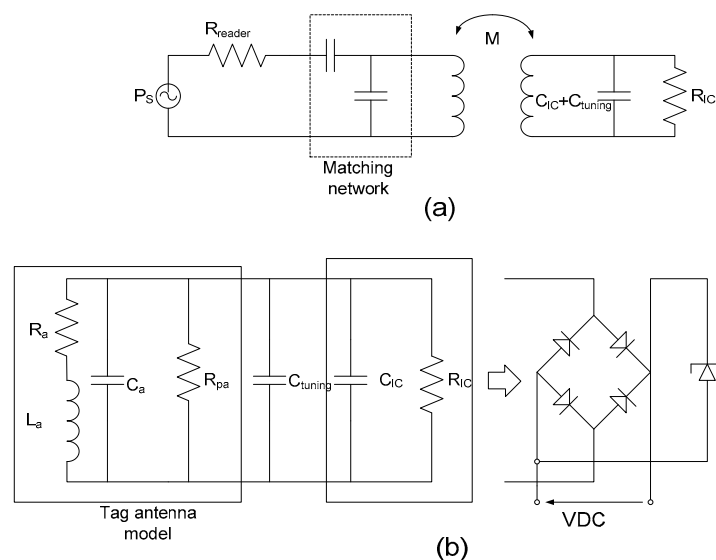 R_reader
M
P_S
C_IC+C_tuning
R_IC
Matching
network
(a)
R_a
C_a
R_pa
C_tuning
C_IC
R_IC
L_a
Tag antenna
model
VDC
(b)